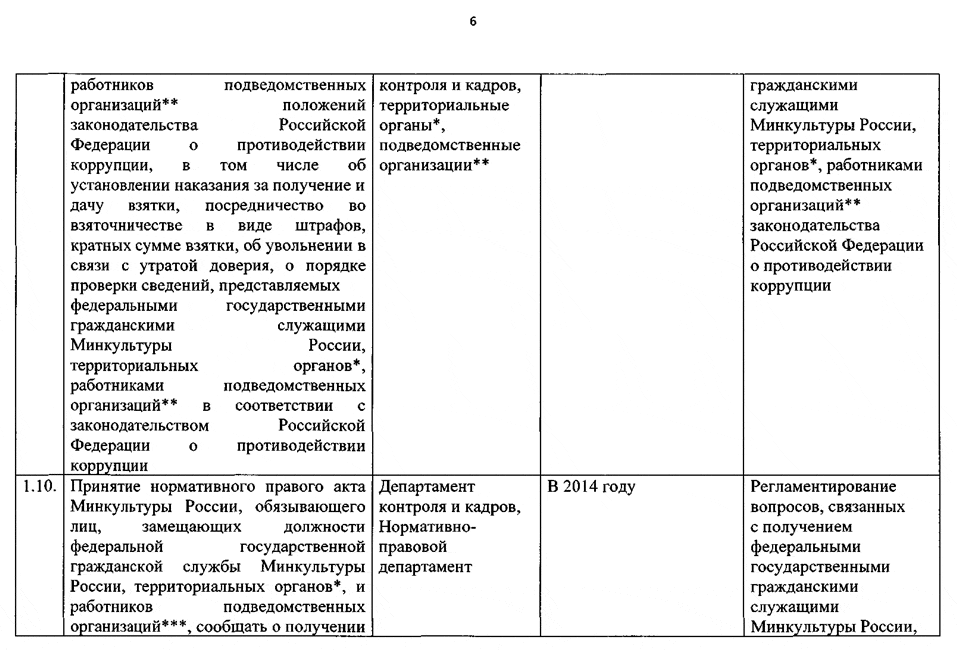 6
работников подведомственных
организаций** положений
законодательства Российской
Федерации о противодействии
коррупции, в том числе об
установлении наказания за получение и
дачу взятки, посредничество во
взяточничестве в виде штрафов,
кратных сумме взятки, об увольнении в
связи с утратой доверия, о порядке
проверки сведений, представляемых
федеральными государственными
гражданскими служащими
Минкультуры России,
территориальных органов*,
работниками подведомственных
организаций** в соответствии с
законодательством Российской
Федерации о противодействии
коррупции
контроля и кадров,
территориальные
органы*,
подведомственные
организации**
гражданскими
служащими
Минкультуры России,
территориальных
органов*, работниками
подведомственных
организаций**
законодательства
Российской Федерации
о противодействии
коррупции
1.10.
Принятие нормативного правого акта
Минкультуры России, обязывающего
лиц, замещающих должности
федеральной государственной
гражданской службы Минкультуры
России, территориальных органов*, и
работников подведомственных
организаций***, сообщать о получении
Департамент
контроля и кадров,
Нормативно-
правовой
департамент
В 2014 году
Регламентирование
вопросов, связанных
с получением
федеральными
государственными
гражданскими
служащими
Минкультуры России,